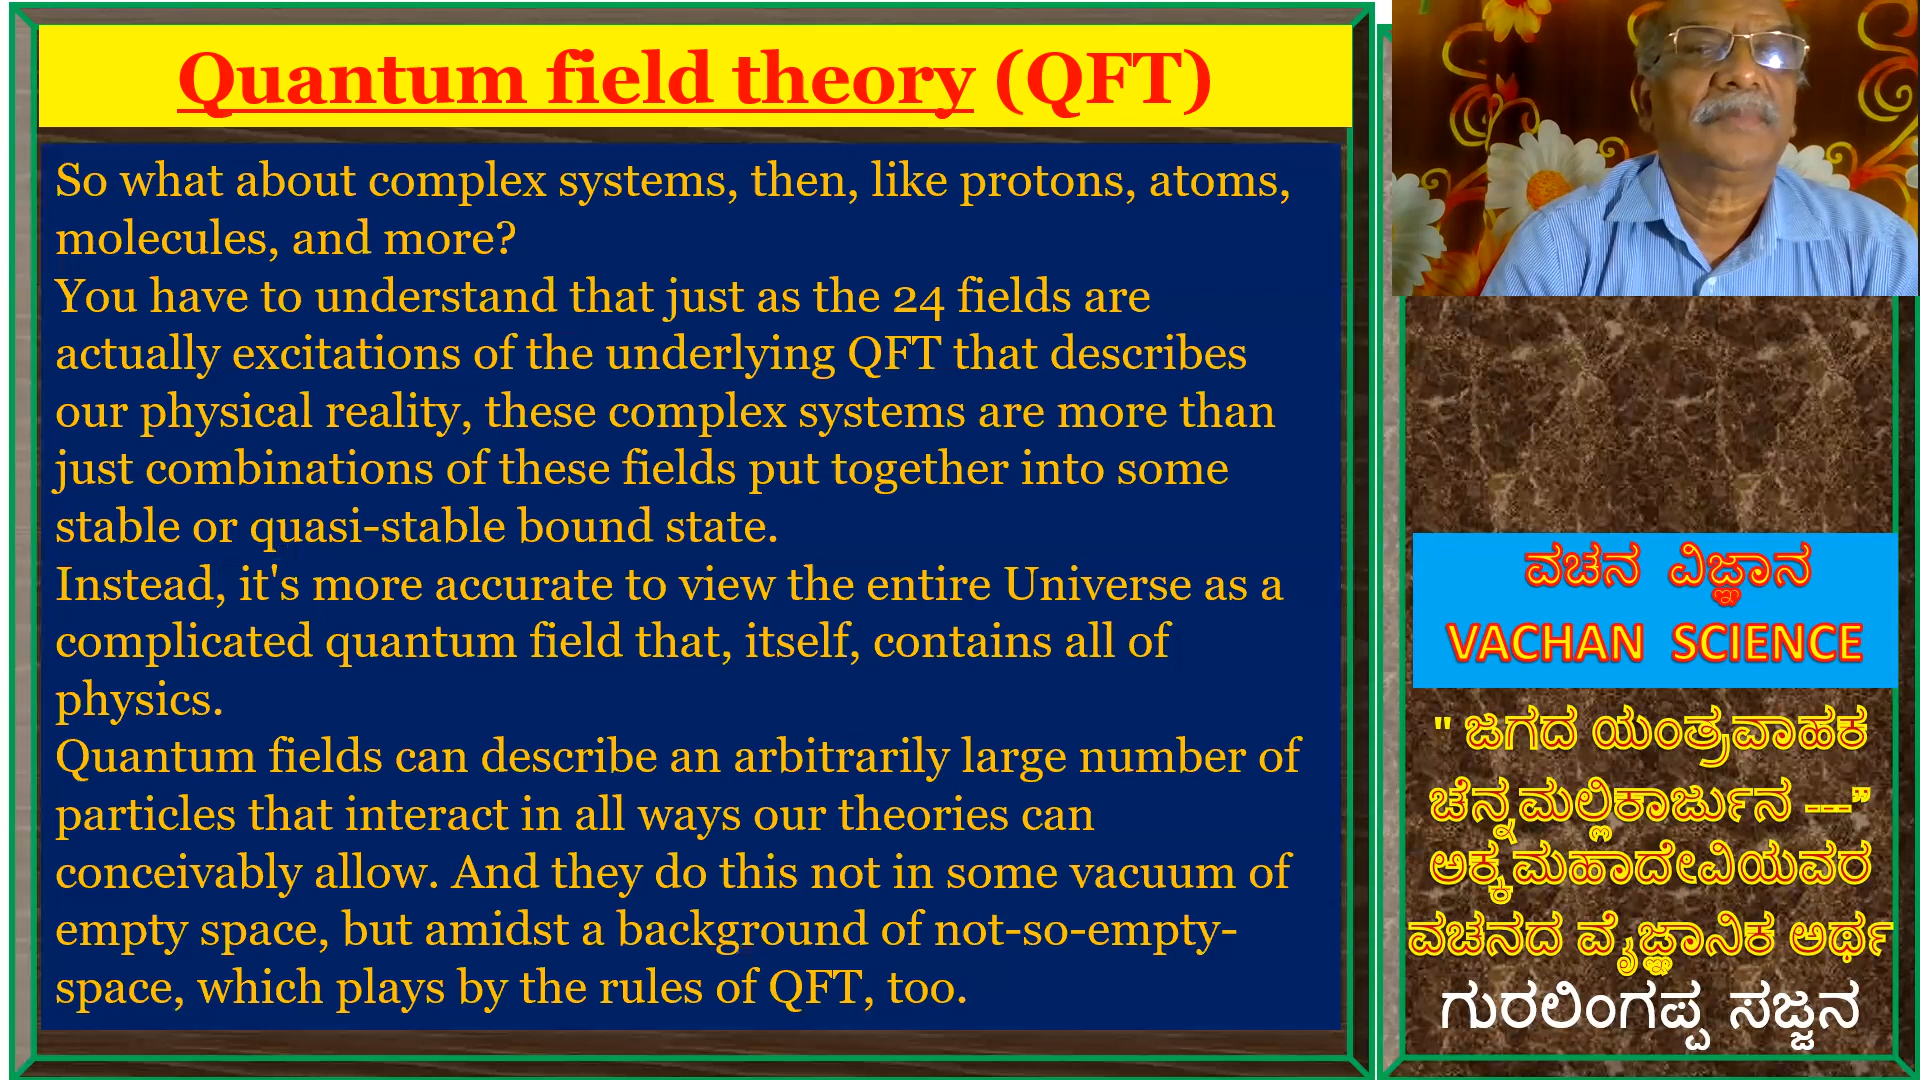 Quantum field theory (QFT)
So what about complex systems, then, like protons, atoms,
molecules, and more?
You have to understand that just as the 24 fields are
actually excitations of the underlying QFT that describes
our physical reality, these complex systems are more than
just combinations of these fields put together into some
stable or quasi-stable bound state.
Instead, it's more accurate to view the entire Universe as a
complicated quantum field that, itself, contains all of
physics.
Quantum fields can describe an arbitrarily large number of
particles that interact in all ways our theories can
conceivably allow. And they do this not in some vacuum of
empty space, but amidst a background of not-so-empty-
space, which plays by the rules of QFT, too.
ವಚನ ವಿಜ್ಞಾನ
VACHAN SCIENCE
" ಜಗದ ಯಂತ್ರವಾಹಕ
ಚೆನ್ನಮಲ್ಲಿಕಾರ್ಜುನ ---”
ಅಕ್ಕಮಹಾದೇವಿಯವರ
ವಚನದ ವೈಜ್ಞಾನಿಕ ಅರ್ಥ
ಗುರಲಿಂಗಪ್ಪ ಸಜ್ಜನ